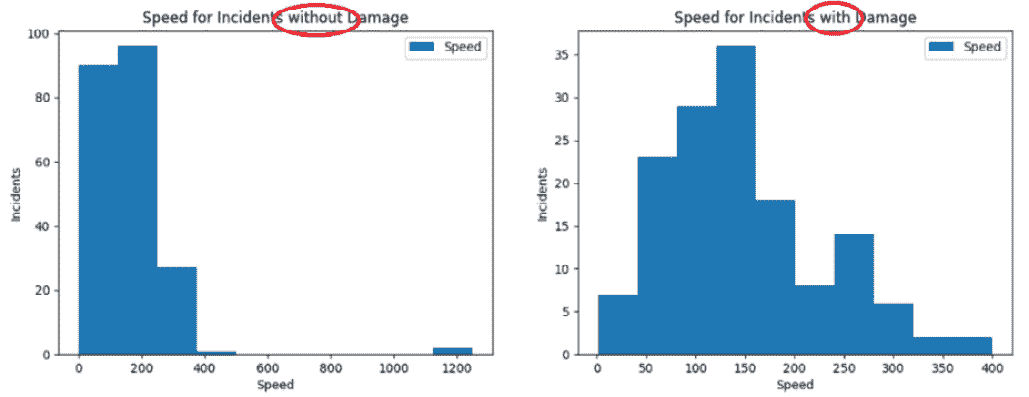 Speed for Incidents without Damage
Speed
100
80
60
40
20
0
Incidents
0 200 400 600 800 1000 1200
Speed
Speed for Incidents with Damage
Speed
35
30
25
20
15
10
5
0
Incidents
0 50 100 150 200 250 300 350 400
Speed